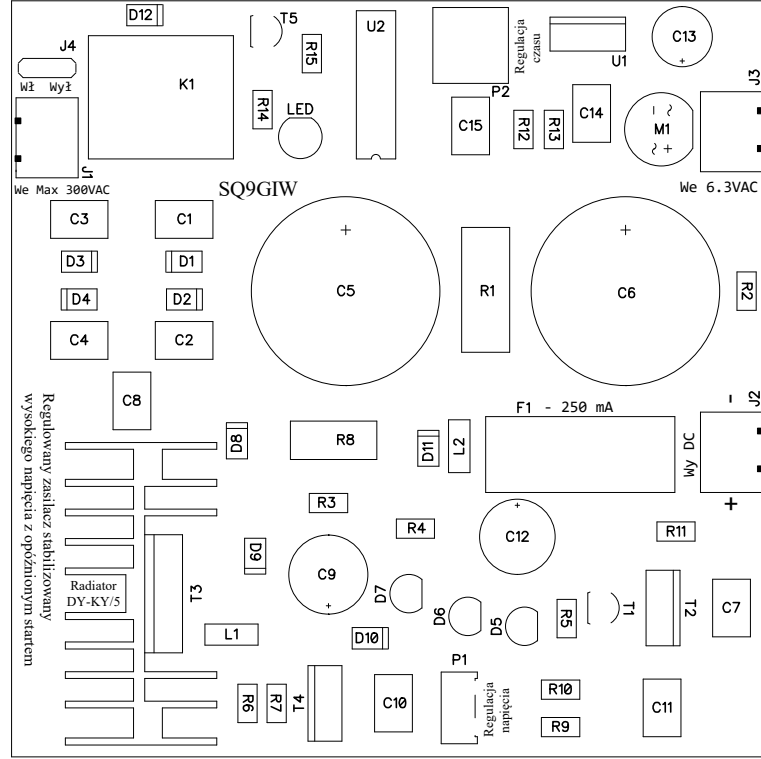 D12
T5
U2
Regulacja
czasu
C13
J4
R15
U1
J3
Wł Wył
K1
P2
R14
LED
C14
C15
R12
R13
M1
− ~
~ +
J1
We Max 300VAC
SQ9GIW
We 6.3VAC
C3
C1
D3
D1
C5
R1
C6
R2
D4
D2
C4
C2
C8
F1 - 250 mA
J2
-
D8
R8
D11
L2
Wy DC
+
Regulowany zasilacz stabilizowany
wysokiego napięcia z opóźnionym startem
R3
R4
C12
R11
D9
C9
D7
T3
Radiator
DY-KY/5
D6
D5
R5
T1
T2
C7
L1
D10
P1
R6
R7
T4
C10
Regulacja
napięcia
R10
R9
C11